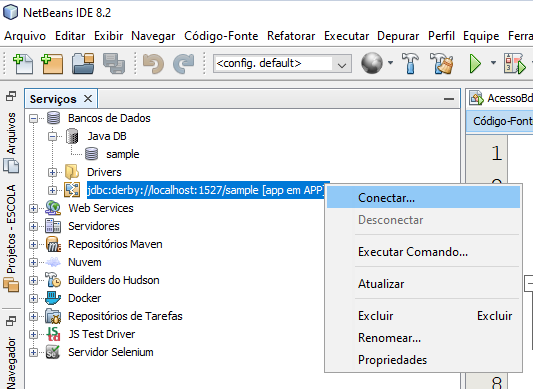 NetBeans IDE 8.2
Arquivo Editar Exibir Navegar Código-Fonte Refatorar Executar Depurar Perfil Equipe Ferra
<config. default>
Serviços
AcessoBd
Código-Font
Bancos de Dados
Java DB
sample
Drivers
jdbc:derby://localhost:1527/sample [app em APP]
Web Services
Servidores
Repositórios Maven
Nuvem
Builders do Hudson
Docker
Repositórios de Tarefas
JS Test Driver
Servidor Selenium
Arquivos
Projetos - ESCOLA
Navegador
Conectar...
Desconectar
Executar Comando...
Atualizar
Excluir Excluir
Renomear...
Propriedades
1
8